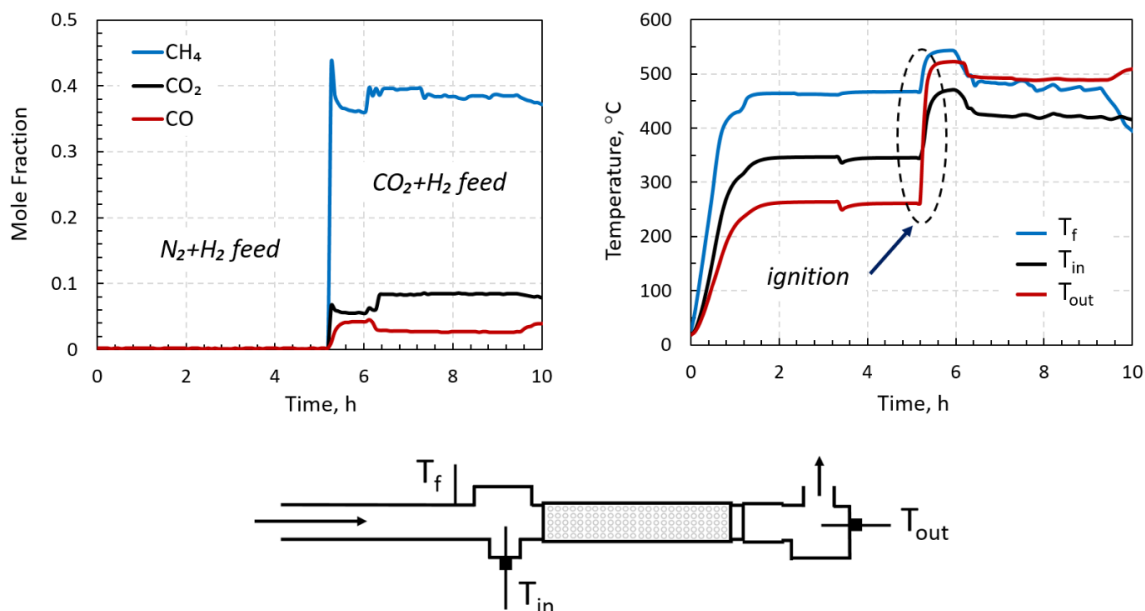 0.5
0.4
0.3
0.2
0.1
0
Mole Fraction
CH₄
CO₂
CO
N₂+H₂ feed
CO₂+H₂ feed
0 2 4 6 8 10
Time, h
600
500
400
300
200
100
0
Temperature, °C
ignition
T_f
T_in
T_out
0 2 4 6 8 10
Time, h
T_f
T_in
T_out